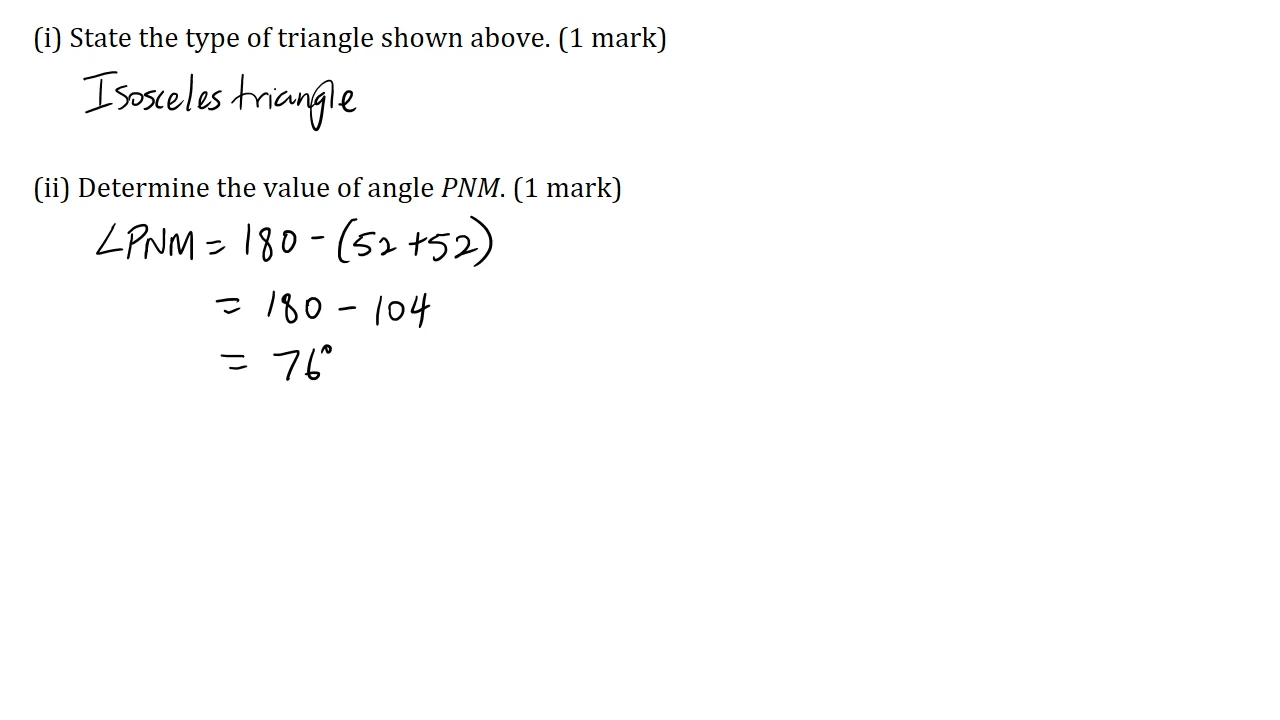 (i) State the type of triangle shown above. (1 mark)
Isosceles triangle
(ii) Determine the value of angle PNM. (1 mark)
∠PNM = 180 - (52 + 52)
= 180 - 104
= 76°